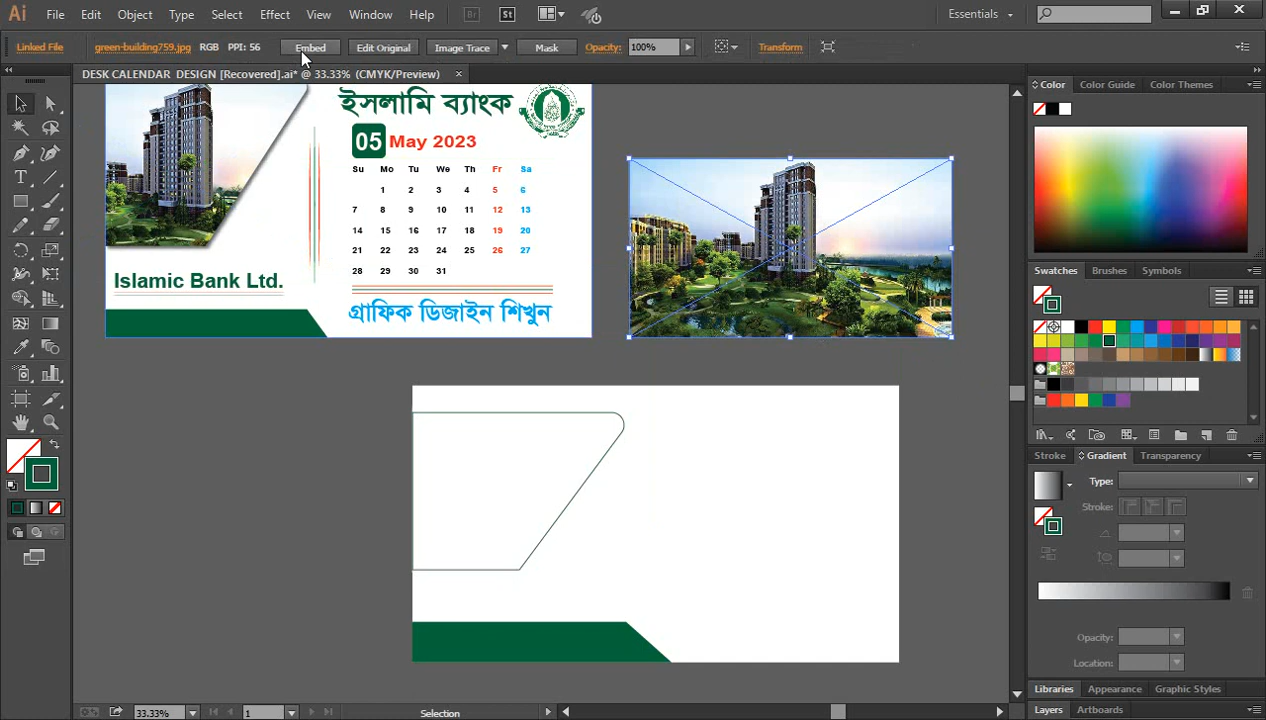 Ai File Edit Object Type Select Effect View Window Help Br St Essentials
Linked File green-building759.jpg RGB PPI: 56 Embed Edit Original Image Trace Mask Opacity: 100% Transform
DESK CALENDAR DESIGN [Recovered].ai* @ 33.33% (CMYK/Preview)
ইসলামি ব্যাংক
05 May 2023
Su Mo Tu We Th Fr Sa
1 2 3 4 5 6
7 8 9 10 11 12 13
14 15 16 17 18 19 20
21 22 23 24 25 26 27
28 29 30 31
Islamic Bank Ltd.
গ্রাফিক ডিজাইন শিখুন
Color Color Guide Color Themes
Swatches Brushes Symbols
Stroke Gradient Transparency
Type:
Stroke:
Opacity:
Location:
Libraries Appearance Graphic Styles
Layers Artboards
33.33% 1 Selection